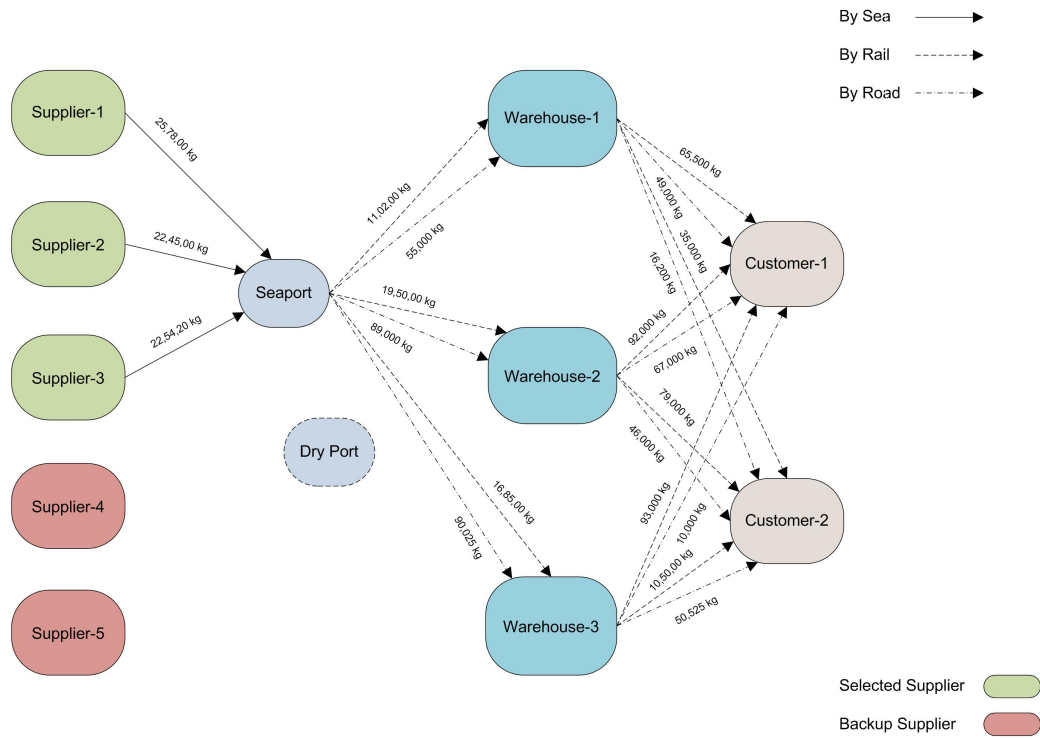 By Sea
By Rail
By Road
Supplier-1
Supplier-2
Supplier-3
Supplier-4
Supplier-5
25,78,00 kg
22,45,00 kg
22,54,20 kg
Seaport
Dry Port
11,02,00 kg
55,000 kg
19,50,00 kg
89,000 kg
16,85,00 kg
90,025 kg
Warehouse-1
Warehouse-2
Warehouse-3
65,500 kg
49,000 kg
35,000 kg
16,200 kg
92,000 kg
67,000 kg
79,000 kg
46,000 kg
93,000 kg
10,000 kg
10,50,00 kg
50,525 kg
Customer-1
Customer-2
Selected Supplier
Backup Supplier